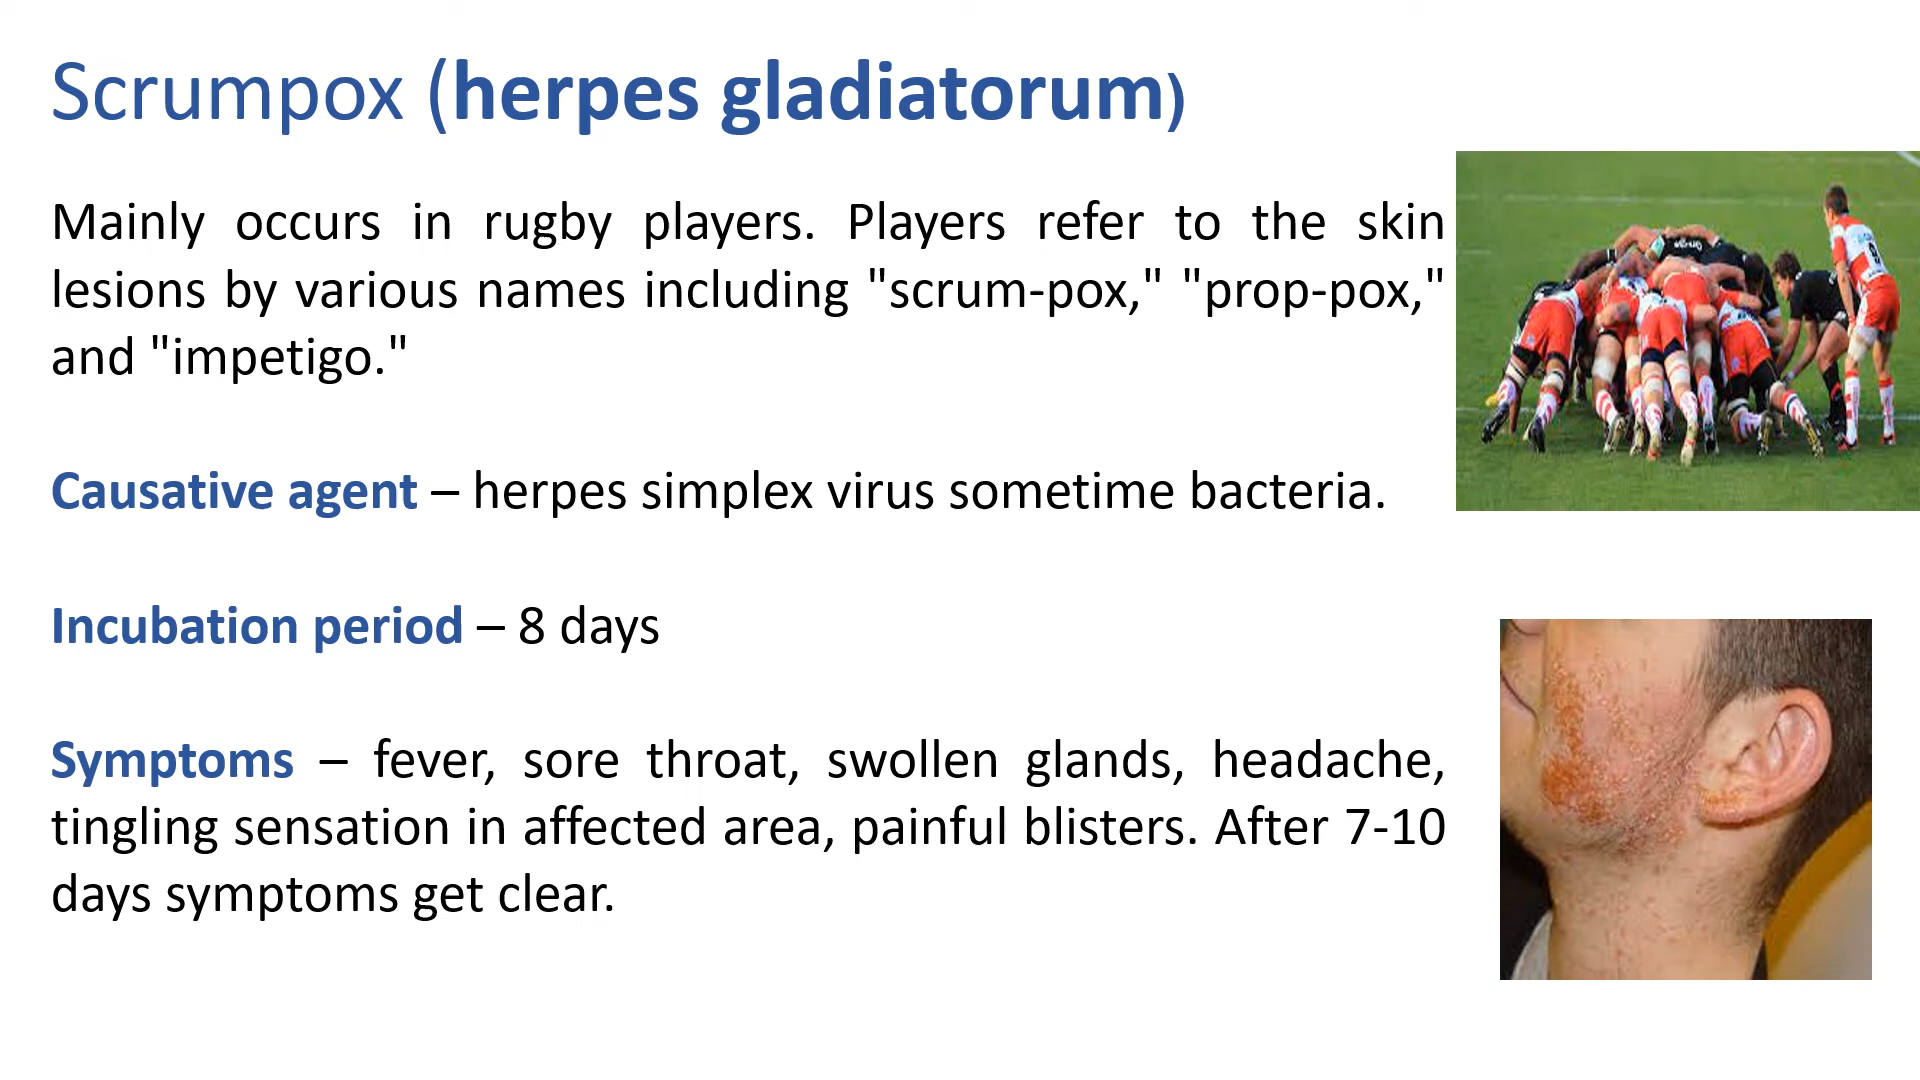 Scrumpox (herpes gladiatorum)
Mainly occurs in rugby players. Players refer to the skin
lesions by various names including "scrum-pox," "prop-pox,"
and "impetigo."
Causative agent – herpes simplex virus sometime bacteria.
Incubation period – 8 days
Symptoms – fever, sore throat, swollen glands, headache,
tingling sensation in affected area, painful blisters. After 7-10
days symptoms get clear.